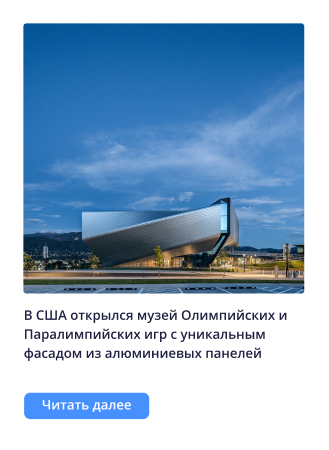 В США открылся музей Олимпийских и
Паралимпийских игр с уникальным
фасадом из алюминиевых панелей
Читать далее